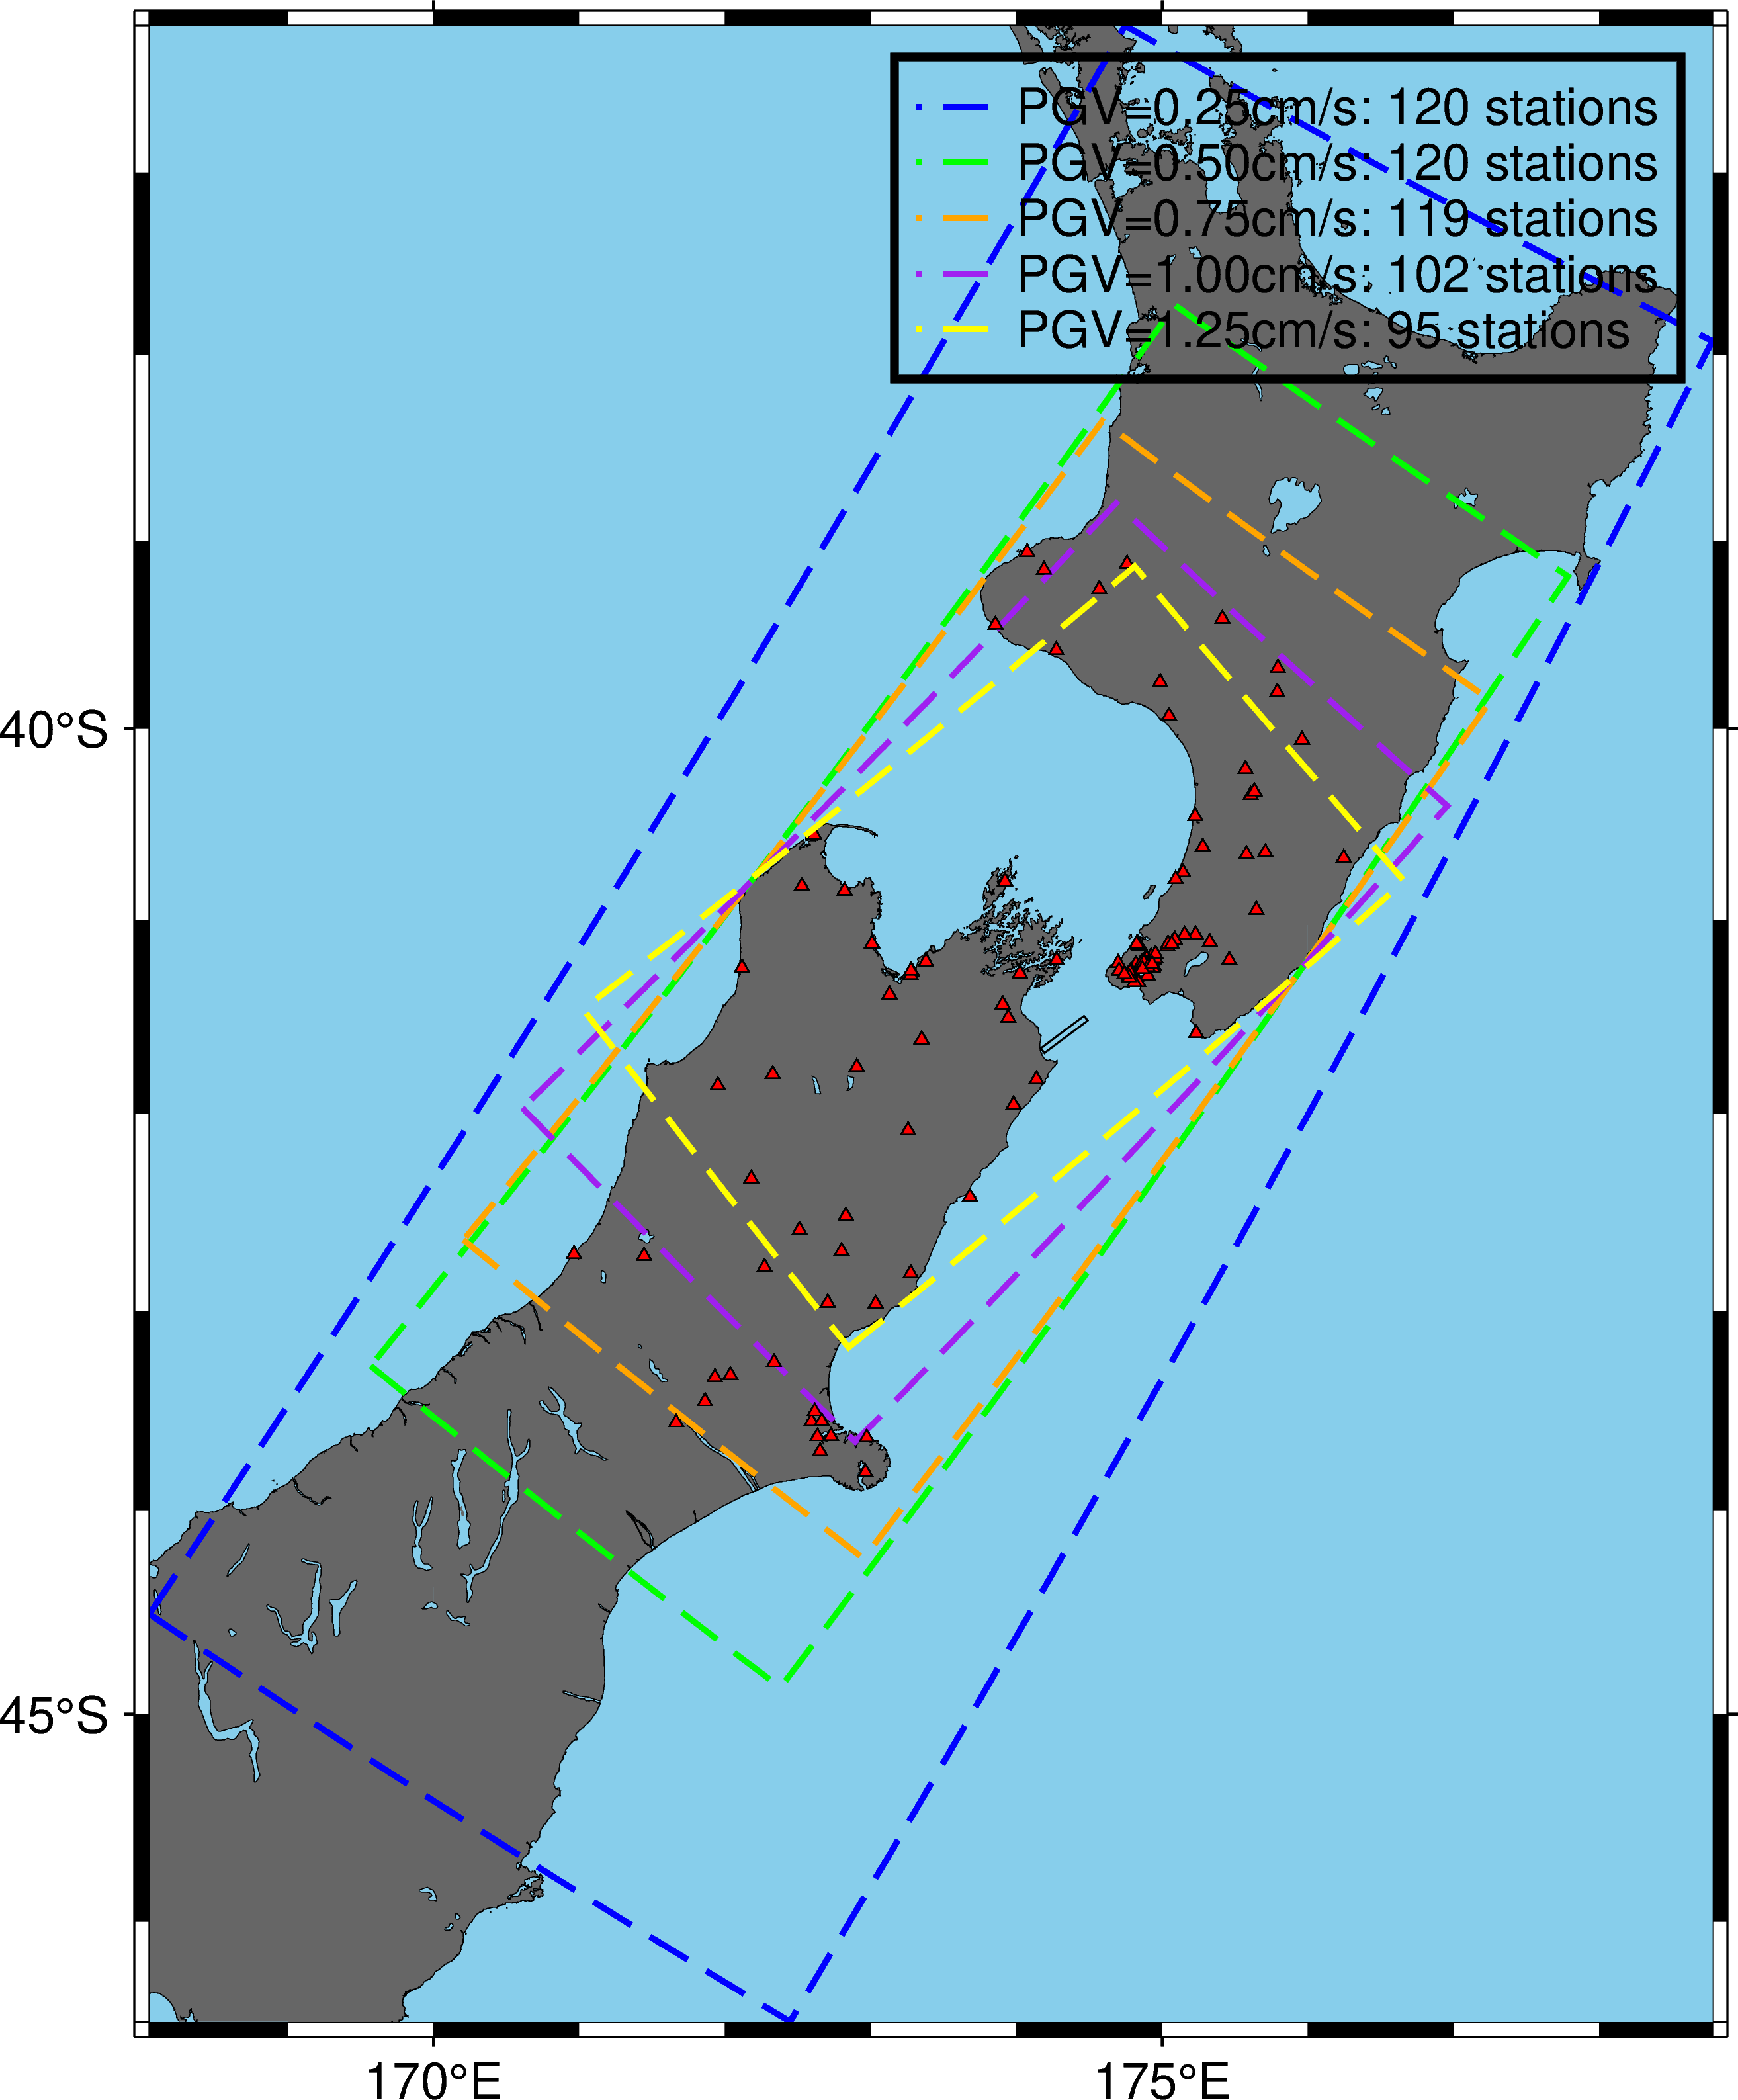 PGV=0.25cm/s: 120 stations
PGV=0.50cm/s: 120 stations
PGV=0.75cm/s: 119 stations
PGV=1.00cm/s: 102 stations
PGV=1.25cm/s: 95 stations
40°S
45°S
170°E
175°E